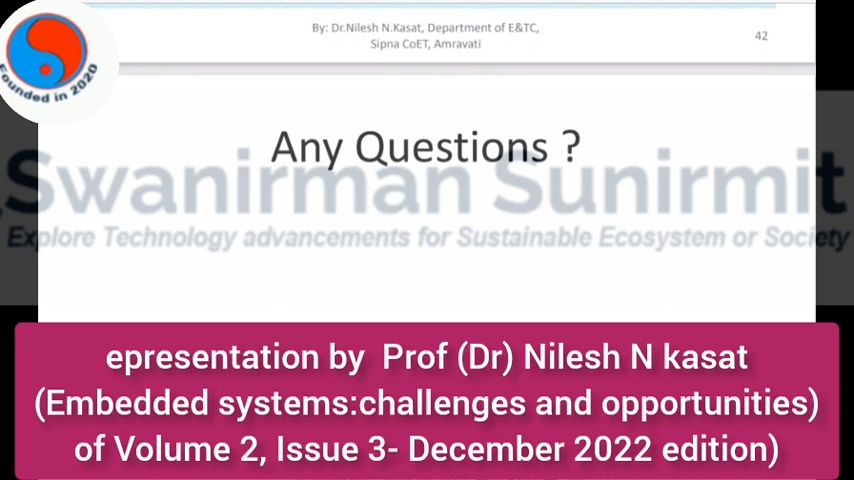 By: Dr.Nilesh N.Kasat, Department of E&TC,
Sipna CoET, Amravati
42
Founded in 2020
Any Questions ?
Swanirman Sunirmit
Explore Technology advancements for Sustainable Ecosystem or Society
epresentation by Prof (Dr) Nilesh N kasat
(Embedded systems:challenges and opportunities)
of Volume 2, Issue 3- December 2022 edition)